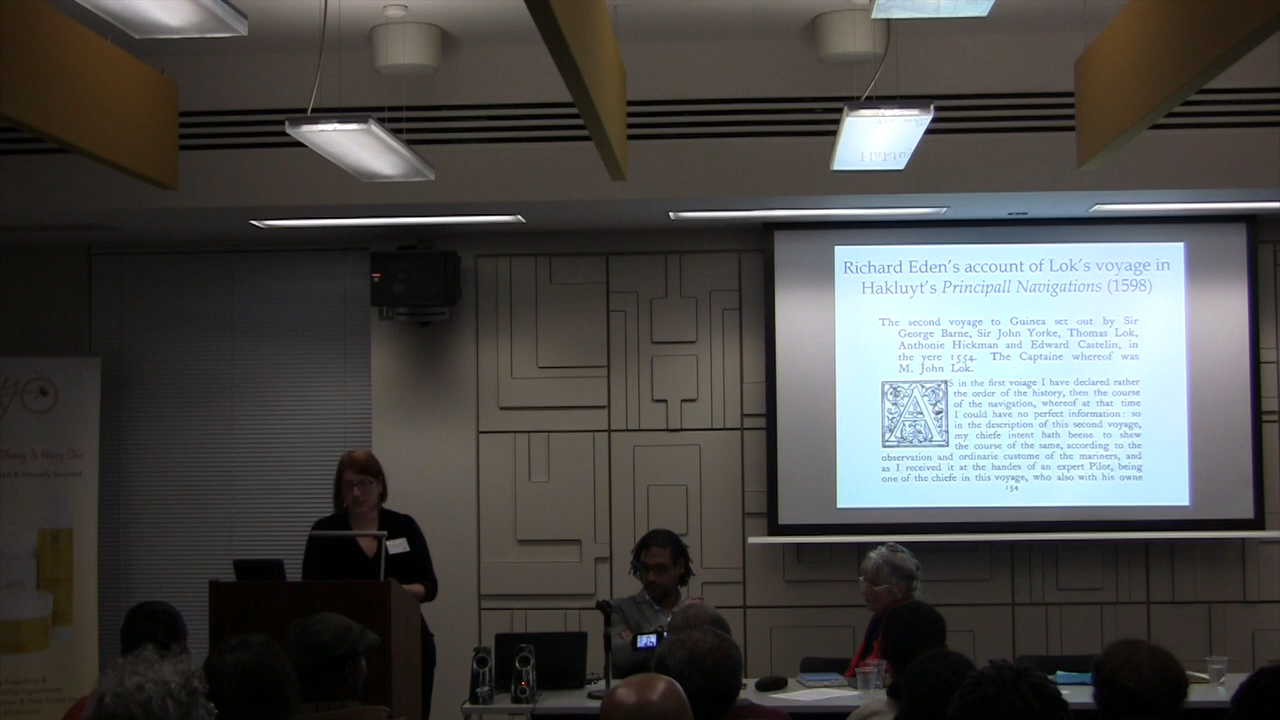 Richard Eden's account of Lok's voyage in
Hakluyt's Principall Navigations (1598)
The second voyage to Guinea set out by Sir
George Barne, Sir John Yorke, Thomas Lok,
Anthonie Hickman and Edward Castelin, in
the yere 1554. The Captaine whereof was
M. John Lok.
AS in the first voiage I have declared rather
the order of the history, then the course
of the navigation, whereof at that time
I could have no perfect information: so
in the description of this second voyage,
my chiefe intent hath beene to shew
the course of the same, according to the
observation and ordinarie custome of the mariners, and
as I received it at the handes of an expert Pilot, being
one of the chiefe in this voyage, who also with his owne
154
& Ethically Sourced